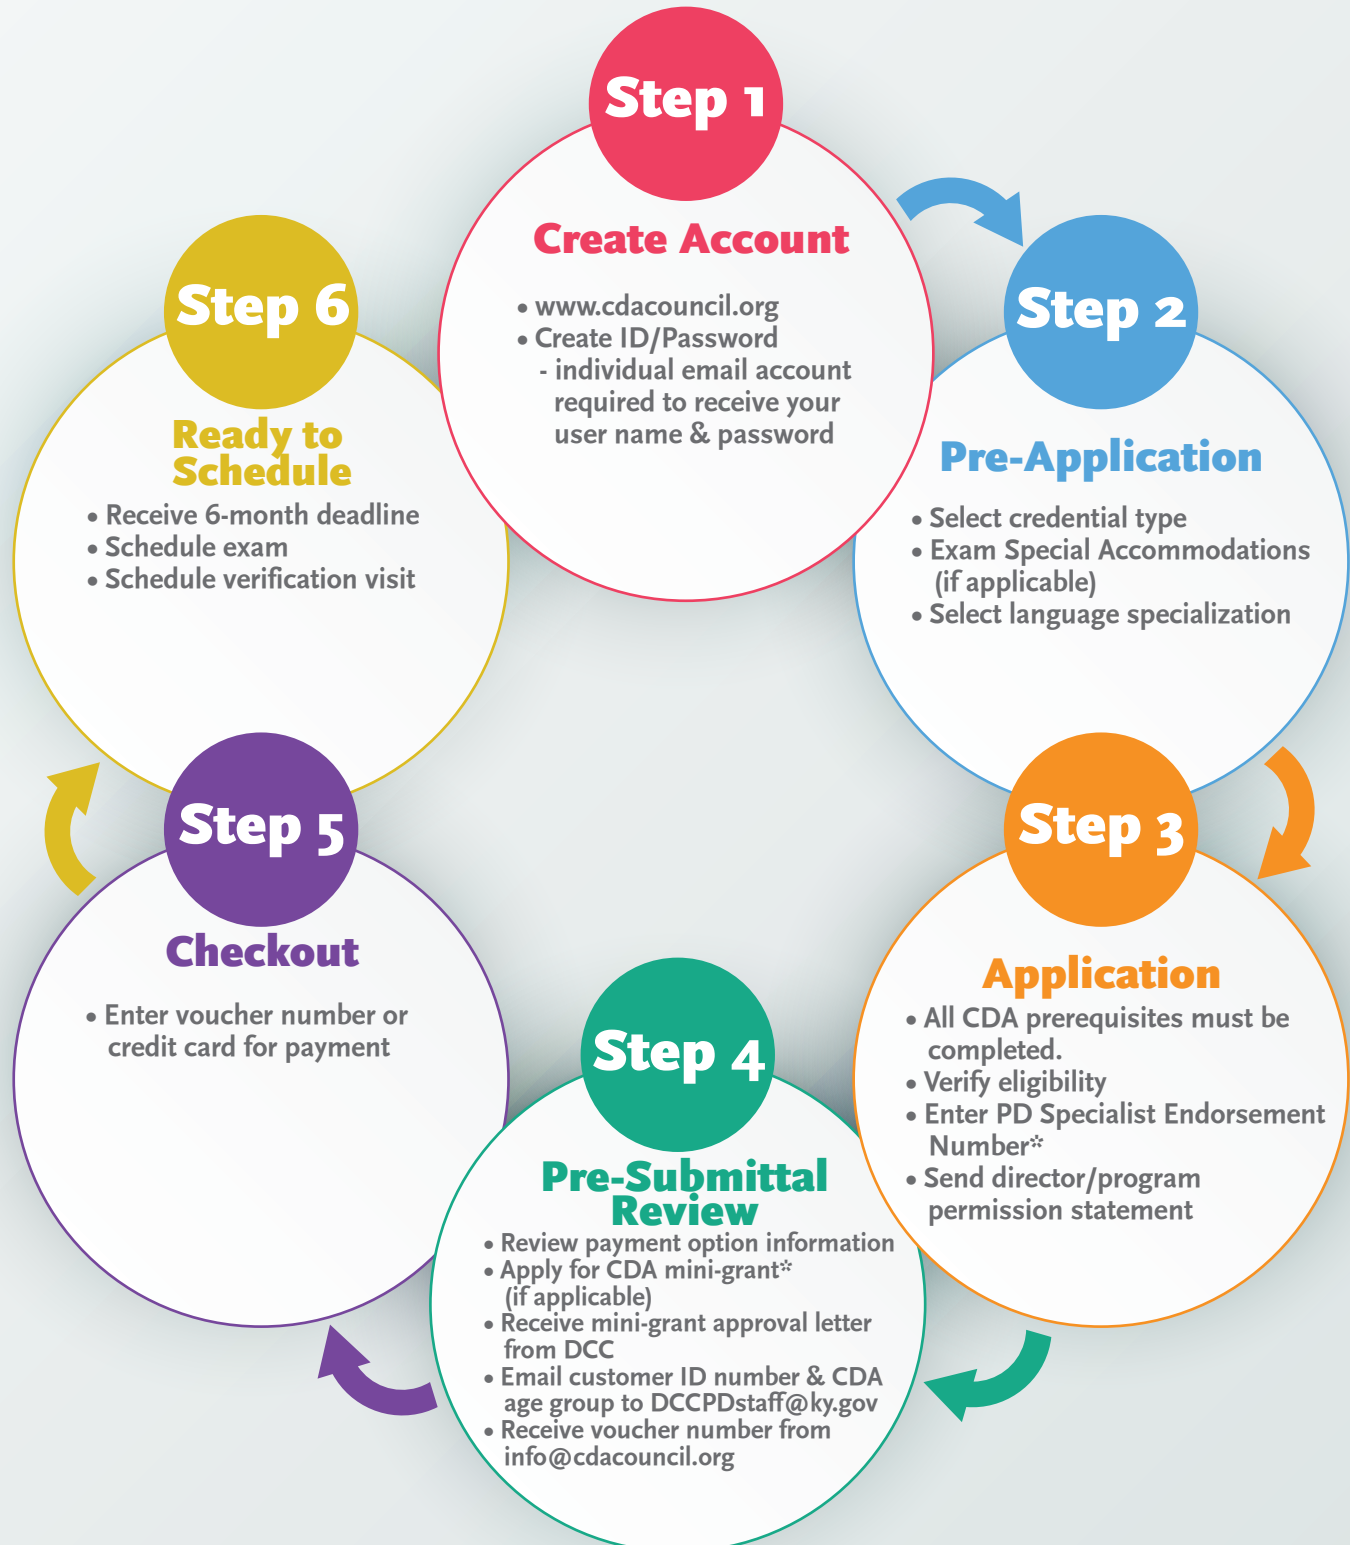 Step 1
Create Account
• www.cdacouncil.org
• Create ID/Password
- individual email account
required to receive your
user name & password
Step 2
Pre-Application
• Select credential type
• Exam Special Accommodations
(if applicable)
• Select language specialization
Step 3
Application
• All CDA prerequisites must be
completed.
• Verify eligibility
• Enter PD Specialist Endorsement
Number*
• Send director/program
permission statement
Step 4
Pre-Submittal
Review
• Review payment option information
• Apply for CDA mini-grant*
(if applicable)
• Receive mini-grant approval letter
from DCC
• Email customer ID number & CDA
age group to DCCPDstaff@ky.gov
• Receive voucher number from
info@cdacouncil.org
Step 5
Checkout
• Enter voucher number or
credit card for payment
Step 6
Ready to
Schedule
• Receive 6-month deadline
• Schedule exam
• Schedule verification visit